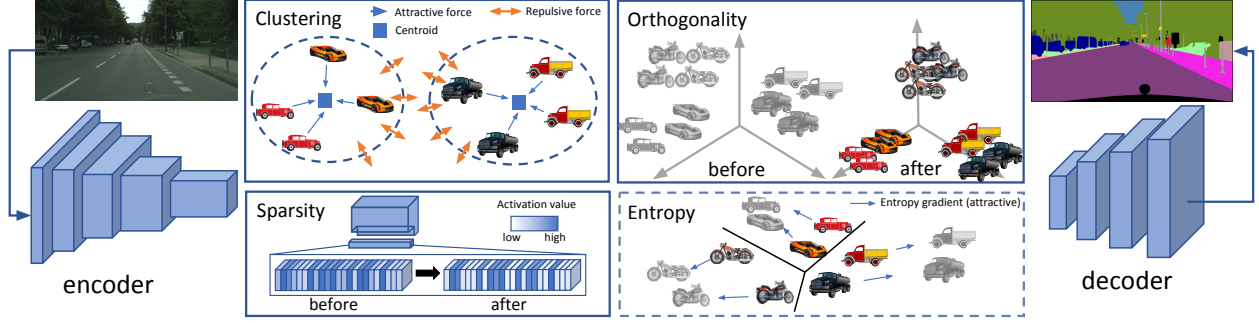 Clustering
Attractive force
Repulsive force
Centroid
Orthogonality
before
after
encoder
Sparsity
Activation value
low
high
before
after
Entropy
Entropy gradient (attractive)
decoder